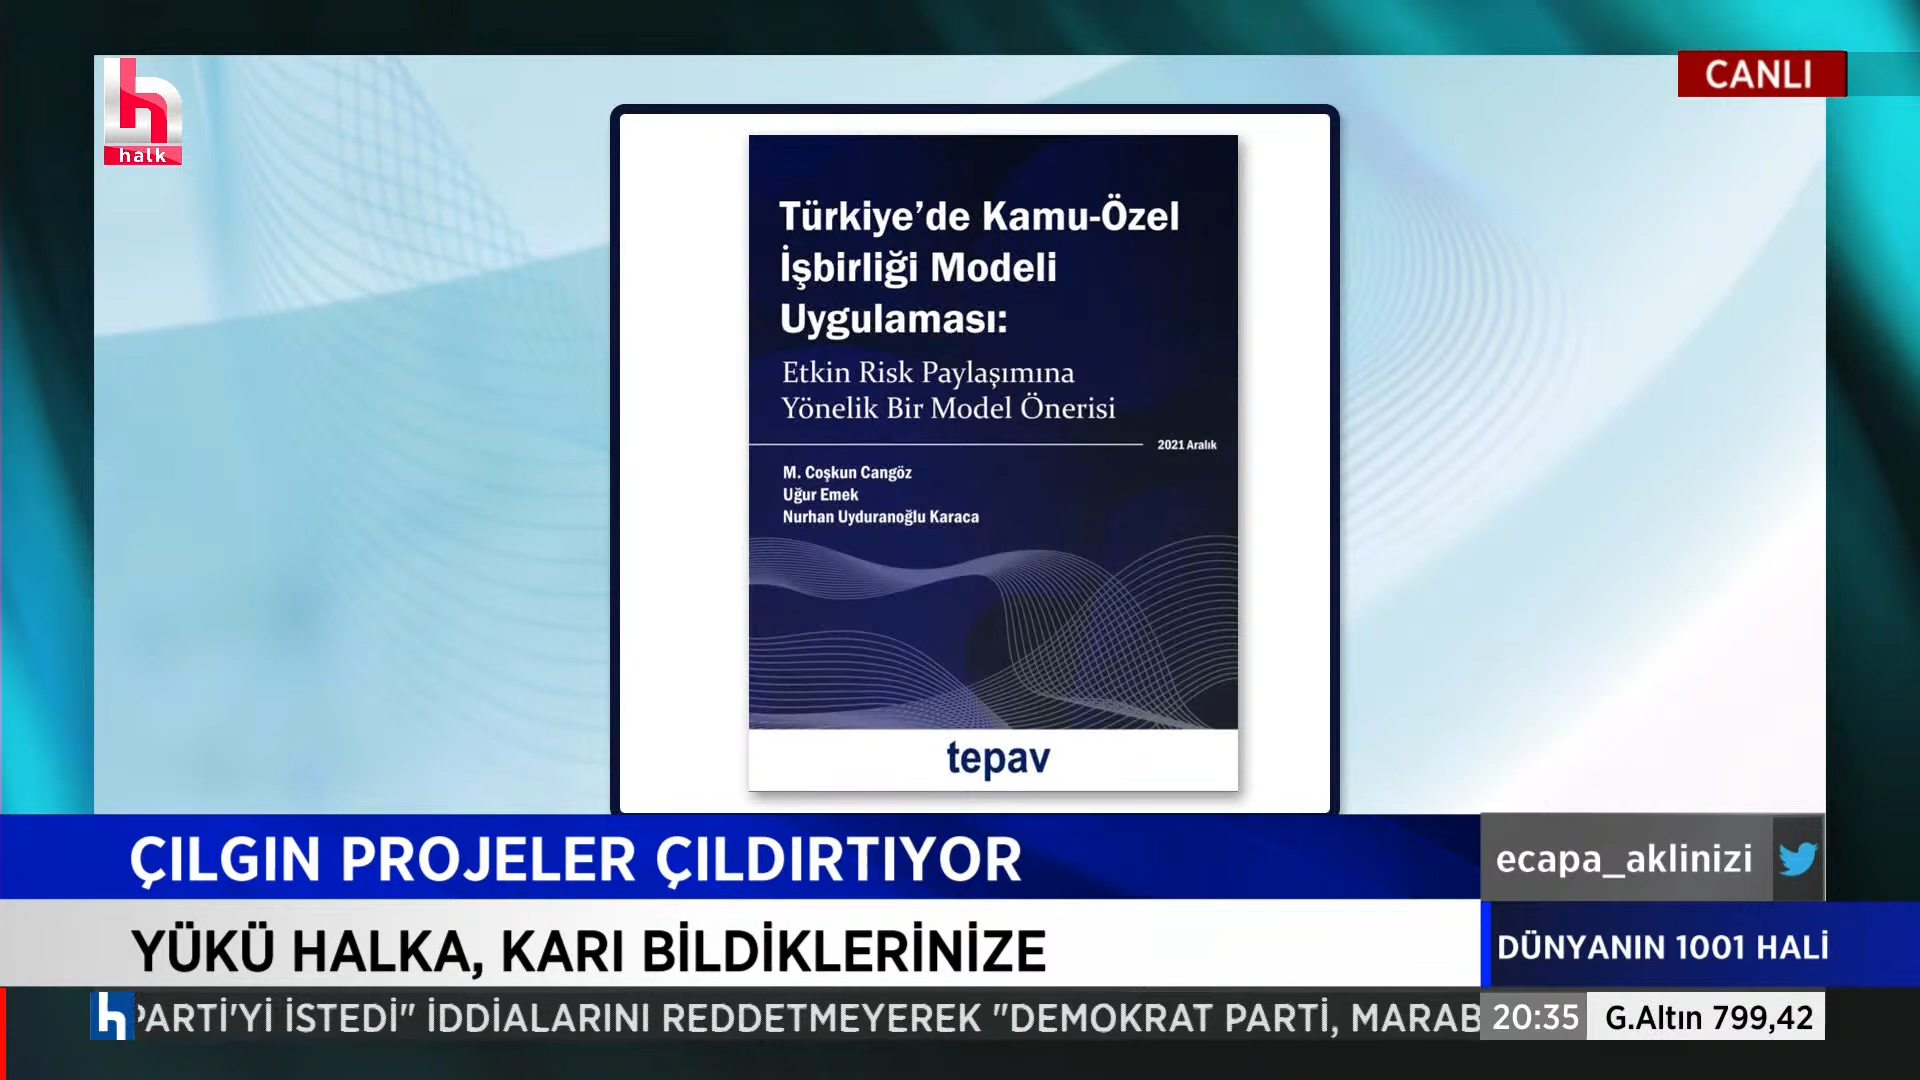 halk
CANLI
Türkiye'de Kamu-Özel
İşbirliği Modeli
Uygulaması:
Etkin Risk Paylaşımına
Yönelik Bir Model Önerisi
2021 Aralık
M. Coşkun Cangöz
Uğur Emek
Nurhan Uyduranoğlu Karaca
tepav
ÇILGIN PROJELER ÇILDIRTIYOR
ecapa_aklinizi
YÜKÜ HALKA, KARI BİLDİKLERİNİZE
DÜNYANIN 1001 HALİ
PARTİ'Yİ İSTEDİ" İDDİALARINI REDDETMEYEREK "DEMOKRAT PARTİ, MARAB
20:35
G.Altın 799,42